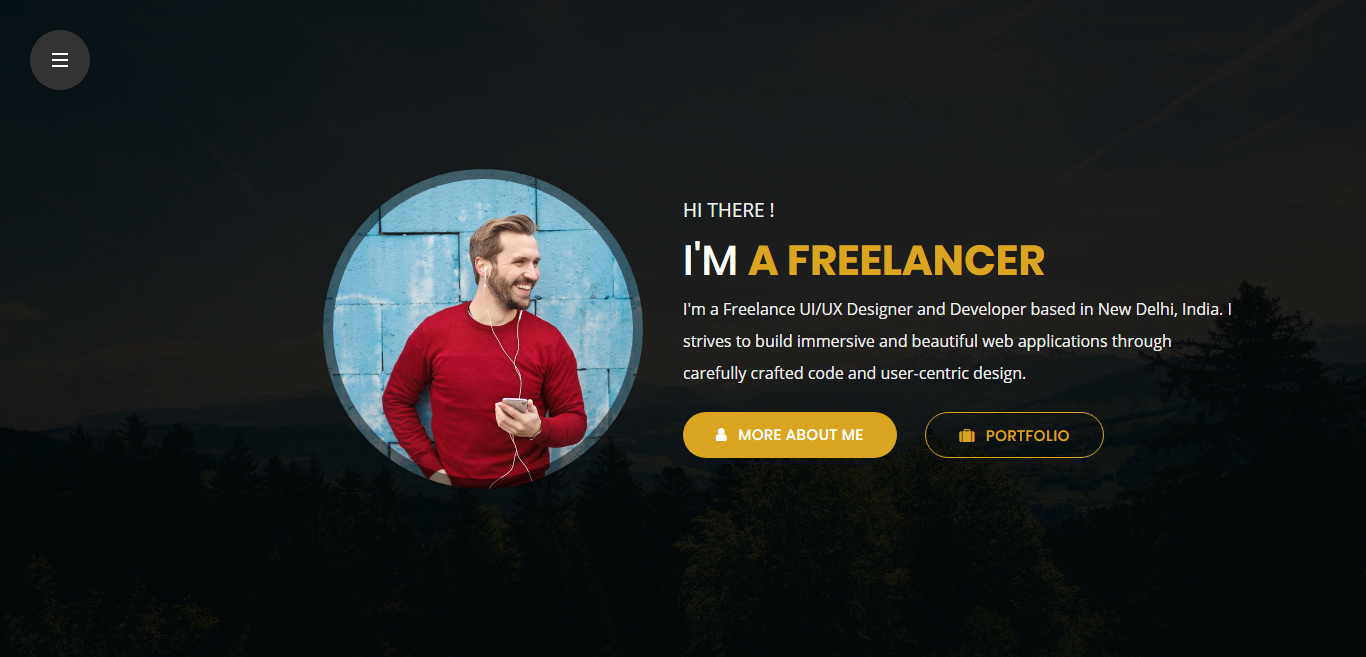 HI THERE !
I'M A FREELANCER
I'm a Freelance UI/UX Designer and Developer based in New Delhi, India. I
strives to build immersive and beautiful web applications through
carefully crafted code and user-centric design.
MORE ABOUT ME
PORTFOLIO